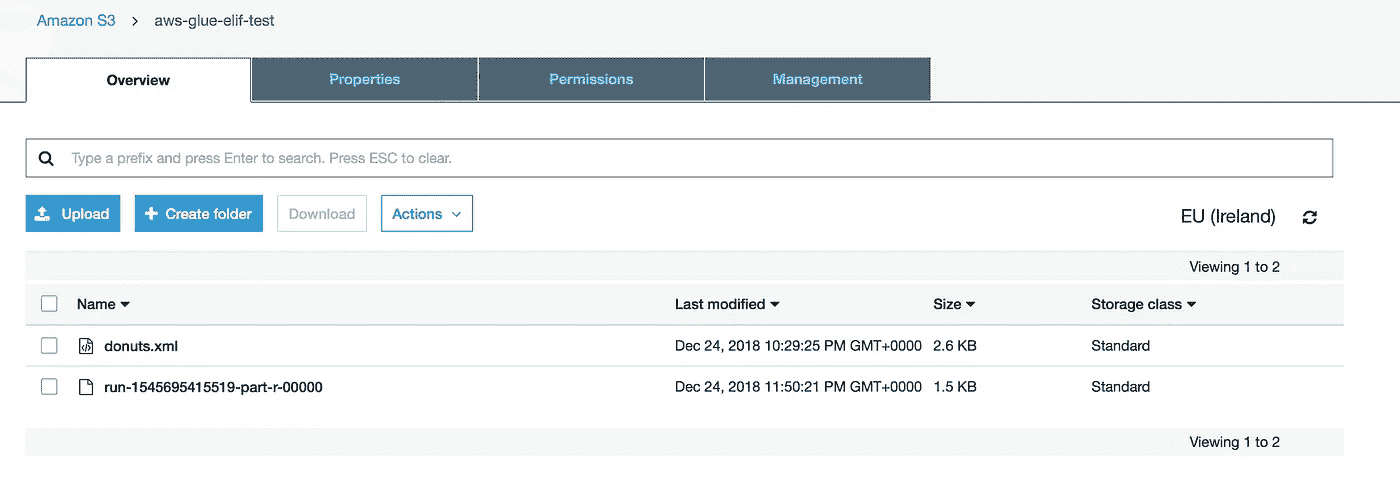 Amazon S3 > aws-glue-elif-test
Overview Properties Permissions Management
Type a prefix and press Enter to search. Press ESC to clear.
Upload + Create folder Download Actions EU (Ireland)
Viewing 1 to 2
Name Last modified Size Storage class
donuts.xml Dec 24, 2018 10:29:25 PM GMT+0000 2.6 KB Standard
run-1545695415519-part-r-00000 Dec 24, 2018 11:50:21 PM GMT+0000 1.5 KB Standard
Viewing 1 to 2